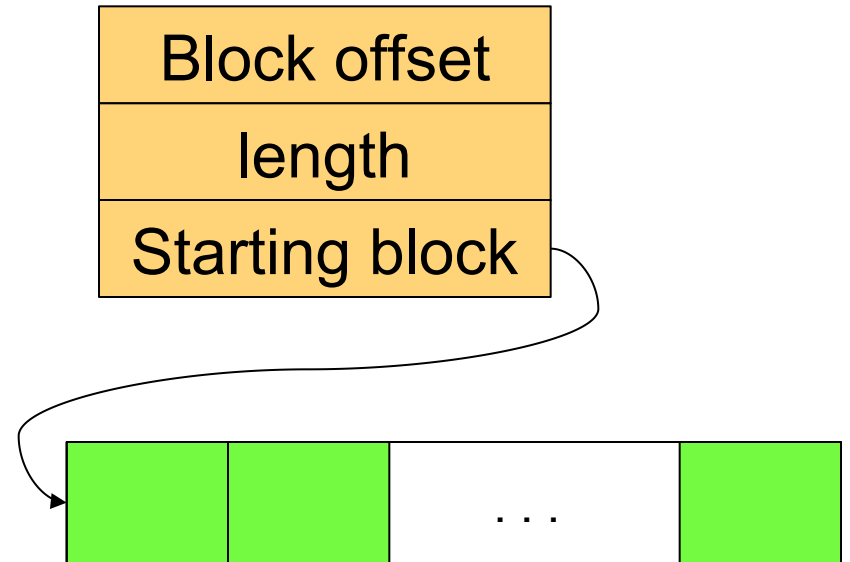 Block offset
length
Starting block
. . .